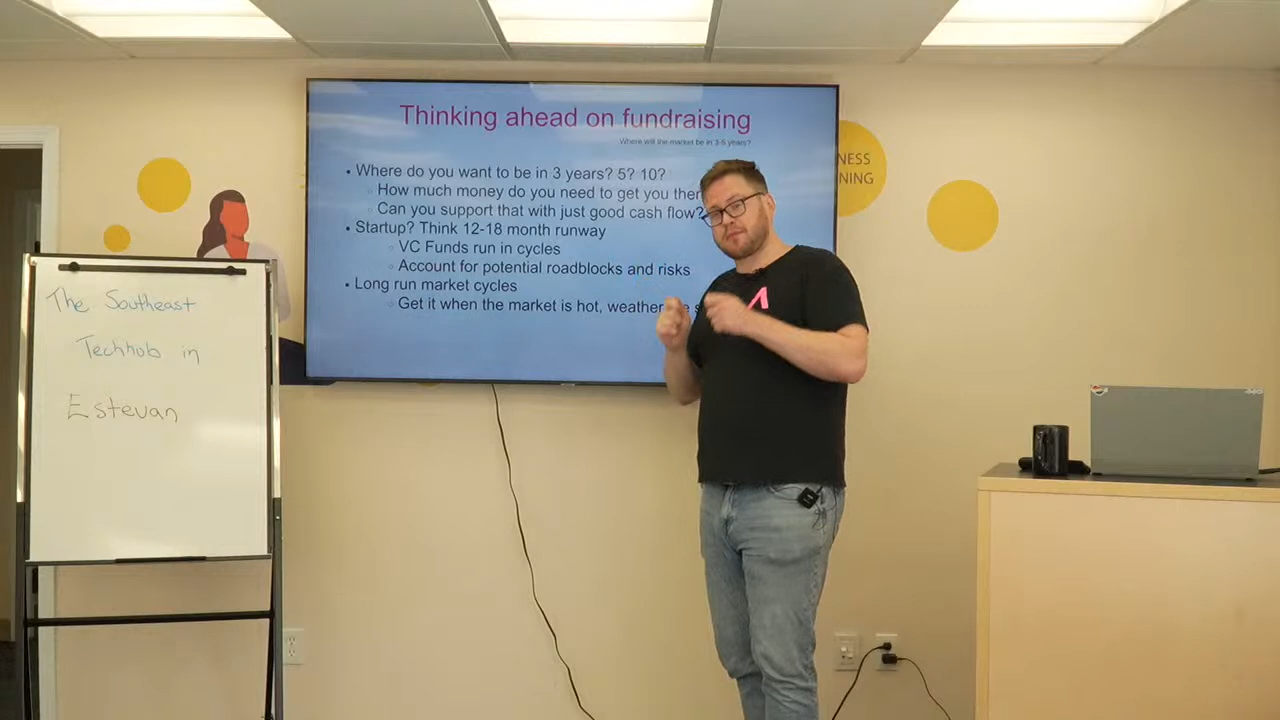 Thinking ahead on fundraising
Where will the market be in 3-5 years?
• Where do you want to be in 3 years? 5? 10?
◦ How much money do you need to get you
◦ Can you support that with just good cash flow?
• Startup? Think 12-18 month runway
◦ VC Funds run in cycles
◦ Account for potential roadblocks and risks
• Long run market cycles
◦ Get it when the market is hot, weather
The Southeast
Techhub in
Estevan